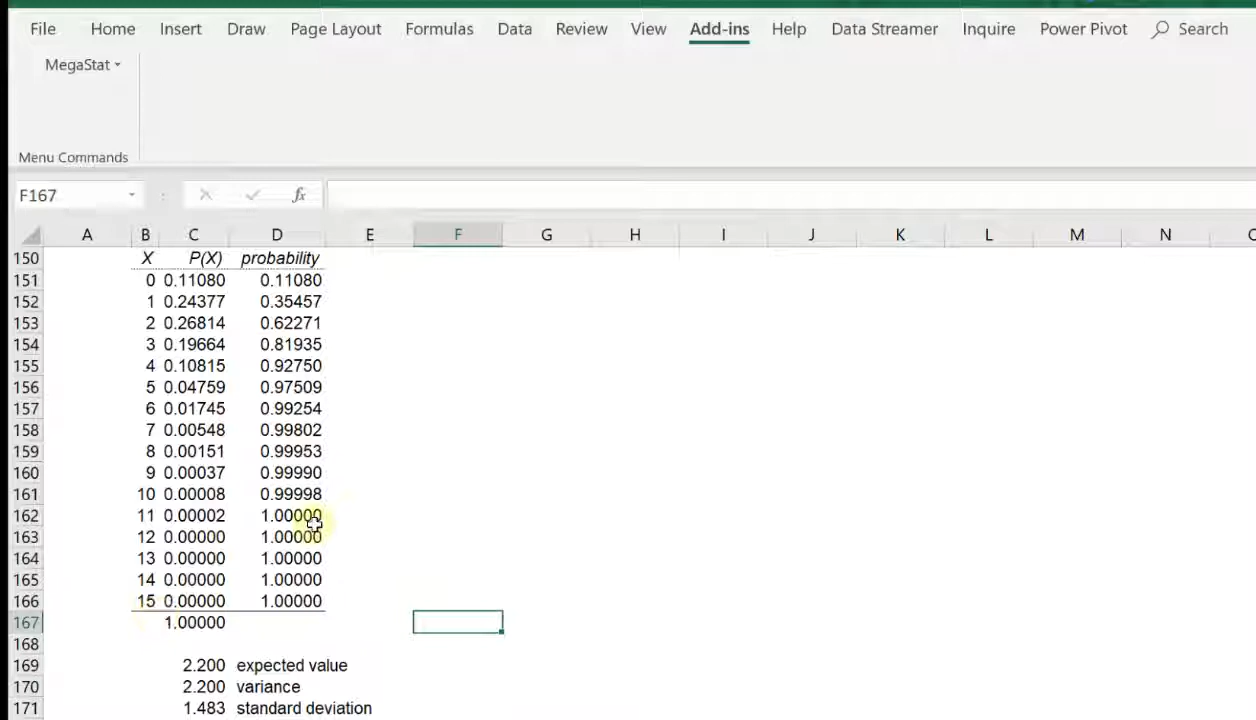 File Home Insert Draw Page Layout Formulas Data Review View Add-ins Help Data Streamer Inquire Power Pivot Search
MegaStat
Menu Commands
F167 fx
A B C D E F G H I J K L M N
150 X P(X) probability
151 0 0.11080 0.11080
152 1 0.24377 0.35457
153 2 0.26814 0.62271
154 3 0.19664 0.81935
155 4 0.10815 0.92750
156 5 0.04759 0.97509
157 6 0.01745 0.99254
158 7 0.00548 0.99802
159 8 0.00151 0.99953
160 9 0.00037 0.99990
161 10 0.00008 0.99998
162 11 0.00002 1.00000
163 12 0.00000 1.00000
164 13 0.00000 1.00000
165 14 0.00000 1.00000
166 15 0.00000 1.00000
167 1.00000
168
169 2.200 expected value
170 2.200 variance
171 1.483 standard deviation